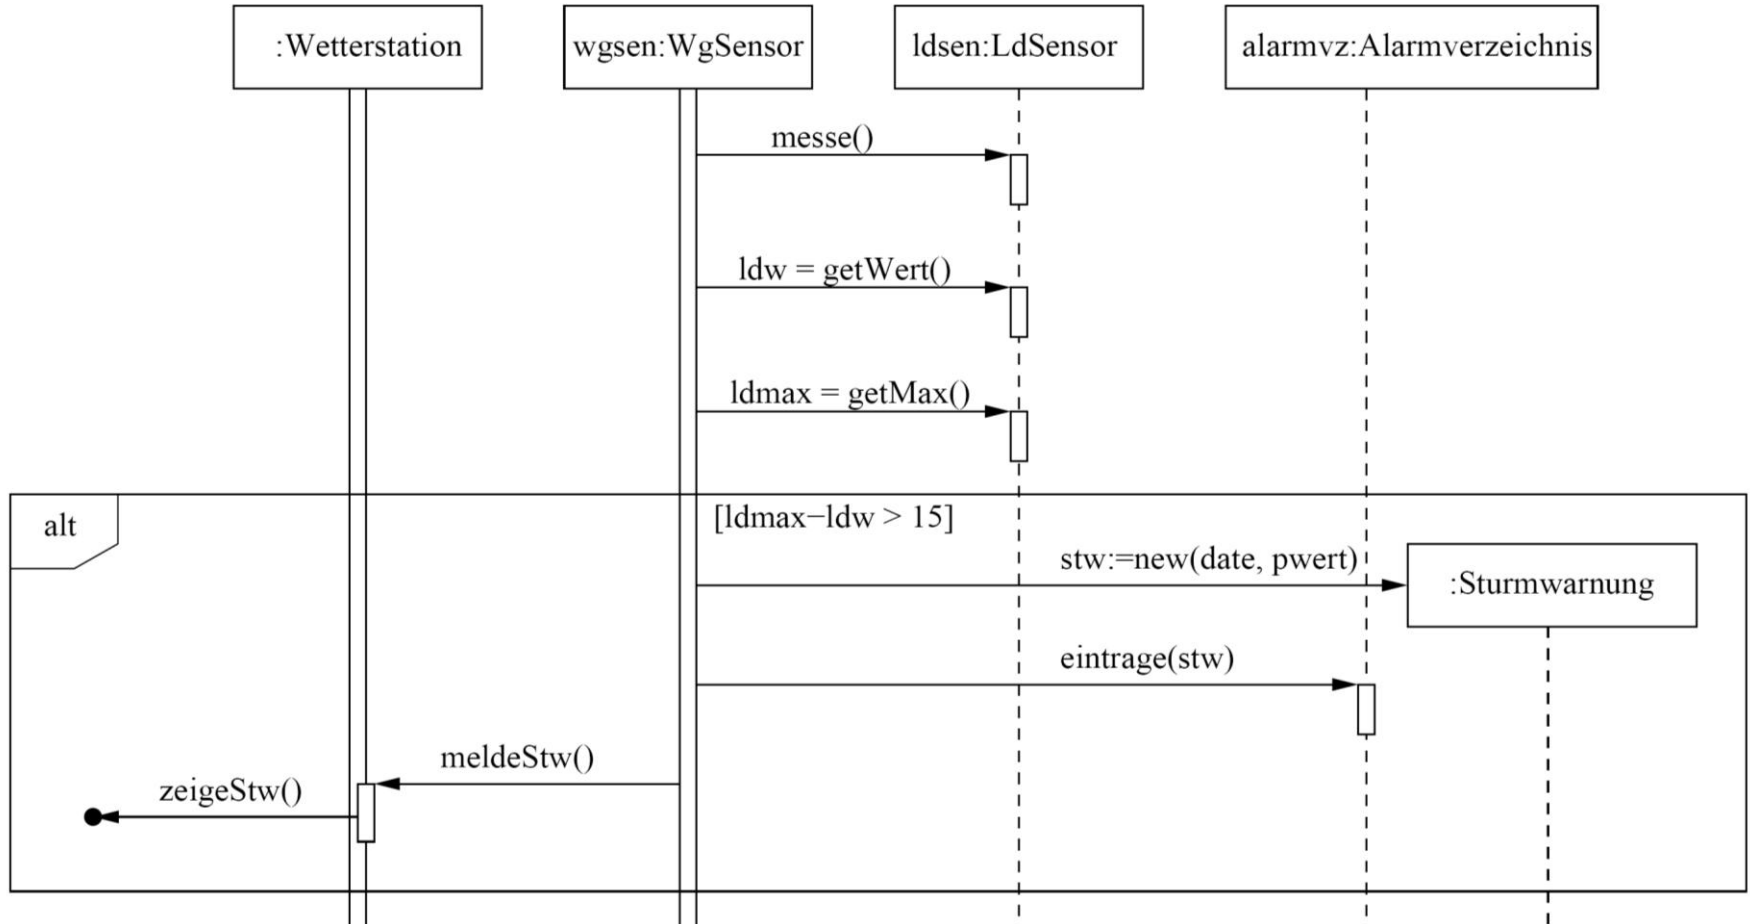 :Wetterstation
wgsen:WgSensor
ldsen:LdSensor
alarmvz:Alarmverzeichnis
messe()
ldw = getWert()
ldmax = getMax()
alt
[ldmax−ldw > 15]
stw:=new(date, pwert)
:Sturmwarnung
eintrage(stw)
meldeStw()
zeigeStw()